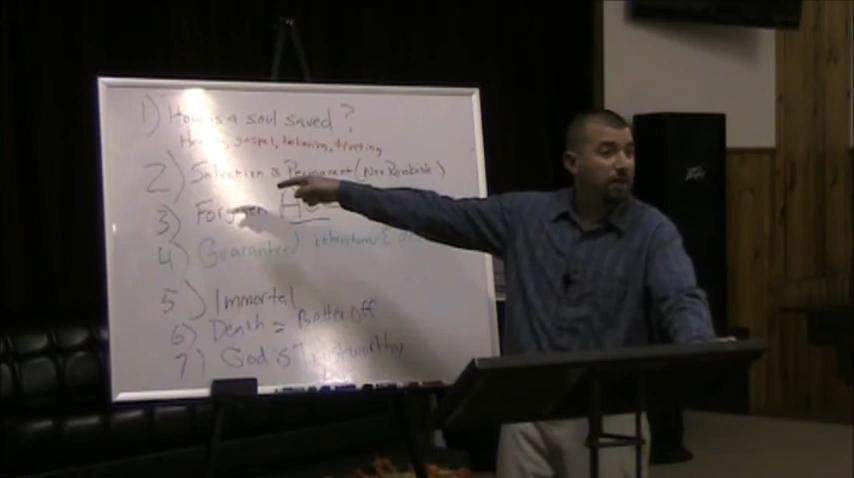 1) How is a soul saved?
gospel, believing, trusting
2) Salvation is Permanent (Non Revokable)
3) Forgiven
4) Guaranteed
5) Immortal
6) Death = Better off
7) God is Trustworthy